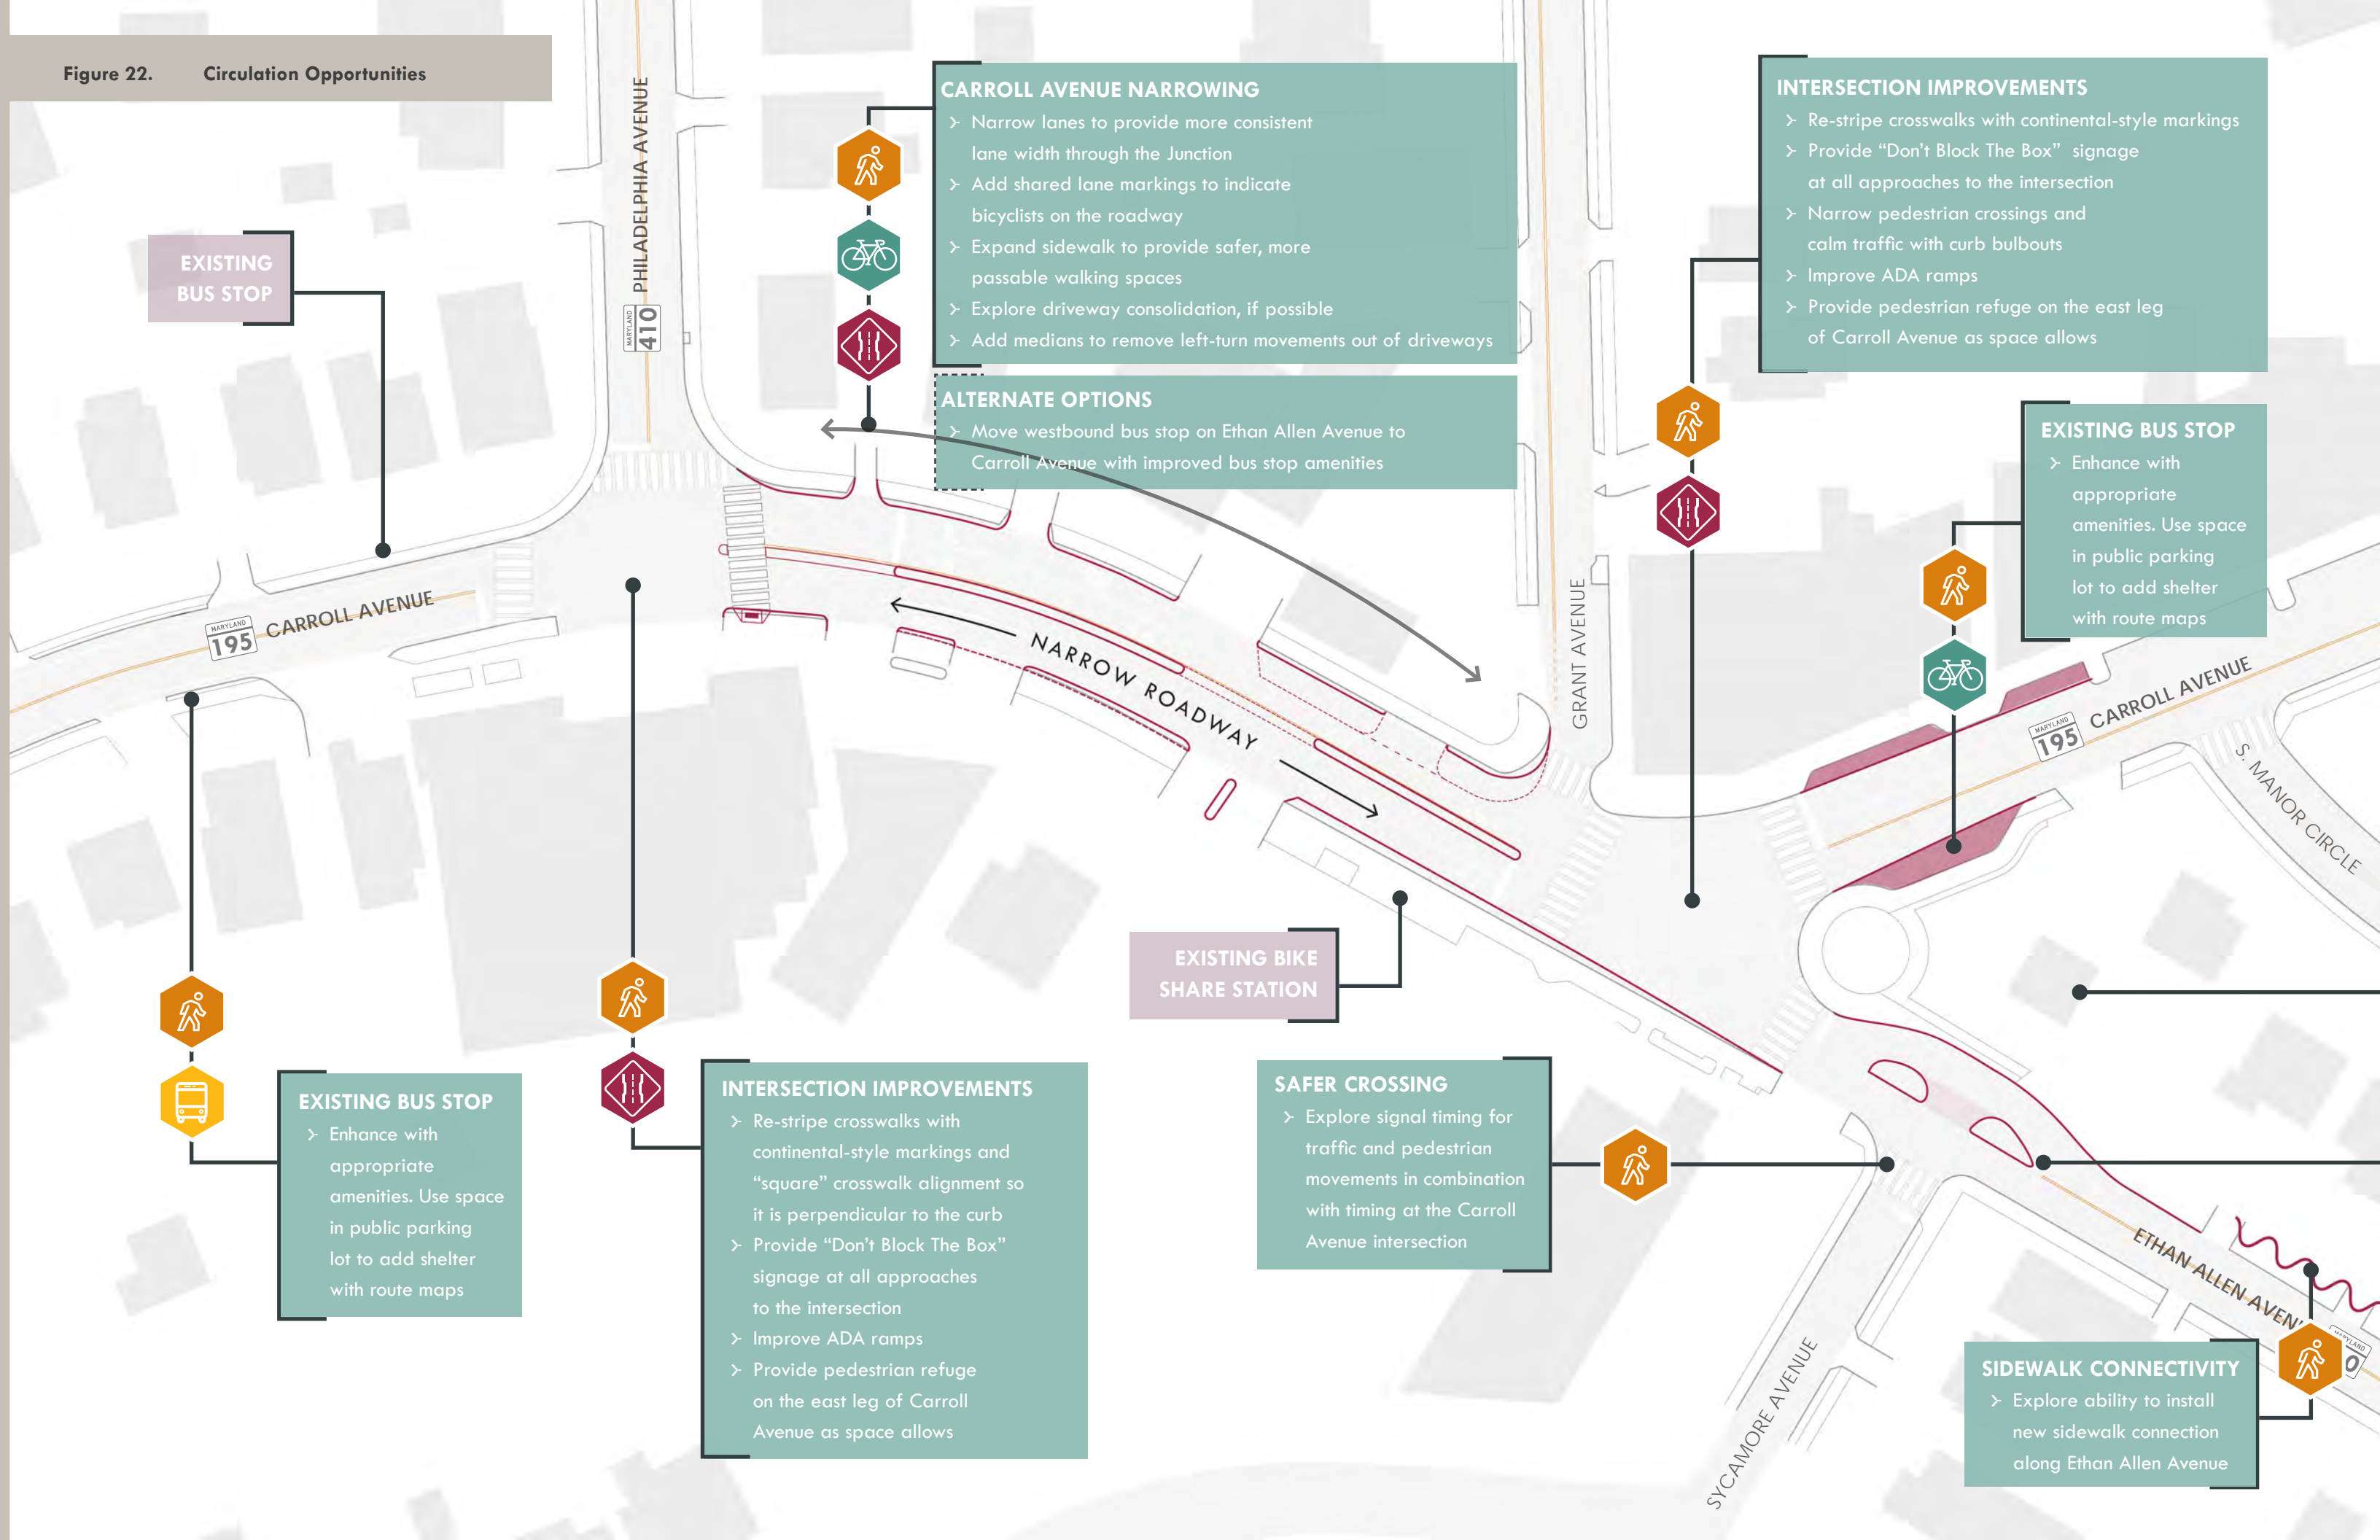 Figure 22. Circulation Opportunities
PHILADELPHIA AVENUE
MARYLAND
410
EXISTING
BUS STOP
MARYLAND
195
CARROLL AVENUE
CARROLL AVENUE NARROWING
Narrow lanes to provide more consistent
lane width through the Junction
Add shared lane markings to indicate
bicyclists on the roadway
Expand sidewalk to provide safer, more
passable walking spaces
Explore driveway consolidation, if possible
Add medians to remove left-turn movements out of driveways
ALTERNATE OPTIONS
Move westbound bus stop on Ethan Allen Avenue to
Carroll Avenue with improved bus stop amenities
INTERSECTION IMPROVEMENTS
Re-stripe crosswalks with continental-style markings
Provide “Don’t Block The Box” signage
at all approaches to the intersection
Narrow pedestrian crossings and
calm traffic with curb bulbouts
Improve ADA ramps
Provide pedestrian refuge on the east leg
of Carroll Avenue as space allows
EXISTING BUS STOP
Enhance with
appropriate
amenities. Use space
in public parking
lot to add shelter
with route maps
NARROW ROADWAY
GRANT AVENUE
MARYLAND
195
CARROLL AVENUE
S. MANOR CIRCLE
EXISTING BIKE
SHARE STATION
EXISTING BUS STOP
Enhance with
appropriate
amenities. Use space
in public parking
lot to add shelter
with route maps
INTERSECTION IMPROVEMENTS
Re-stripe crosswalks with
continental-style markings and
“square” crosswalk alignment so
it is perpendicular to the curb
Provide “Don’t Block The Box”
signage at all approaches
to the intersection
Improve ADA ramps
Provide pedestrian refuge
on the east leg of Carroll
Avenue as space allows
SAFER CROSSING
Explore signal timing for
traffic and pedestrian
movements in combination
with timing at the Carroll
Avenue intersection
SYCAMORE AVENUE
ETHAN ALLEN AVEN
MARYLAND
0
SIDEWALK CONNECTIVITY
Explore ability to install
new sidewalk connection
along Ethan Allen Avenue